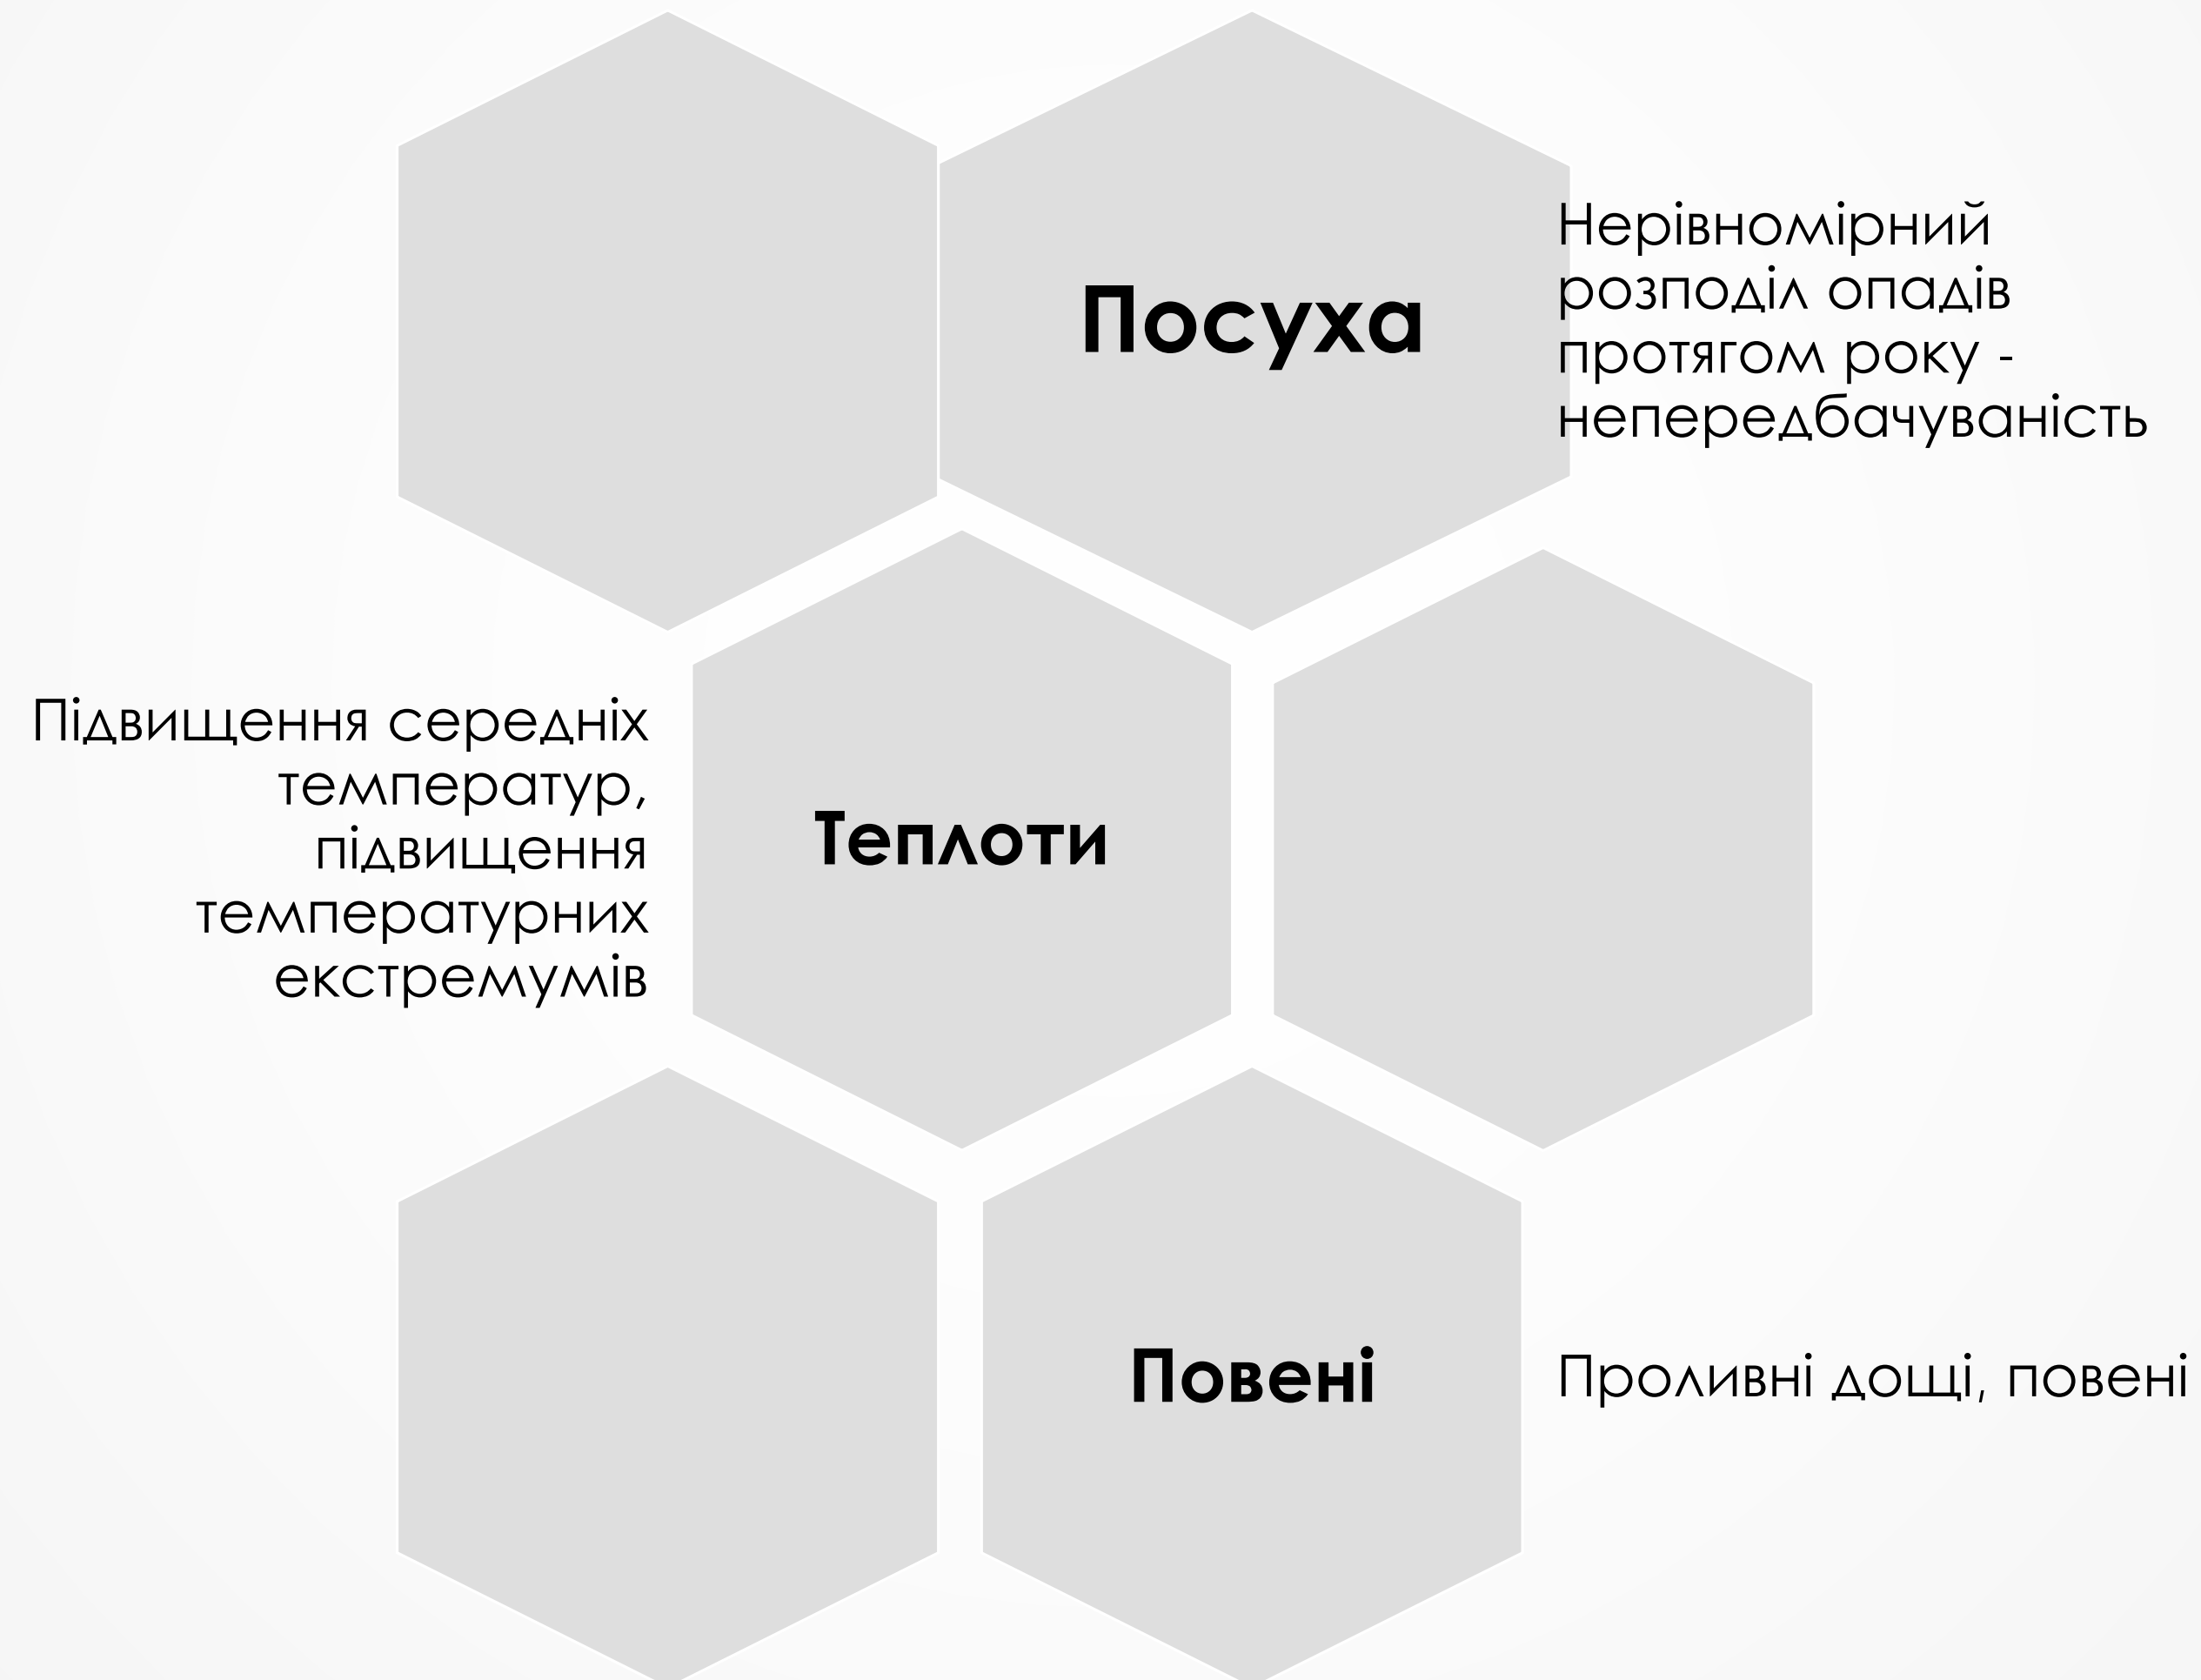 Посуха
Нерівномірний
розподіл опадів
протягом року -
непередбачуваність
Підвищення середніх
температур,
підвищення
температурних
екстремумів
Теплоти
Повені
Проливні дощі, повені